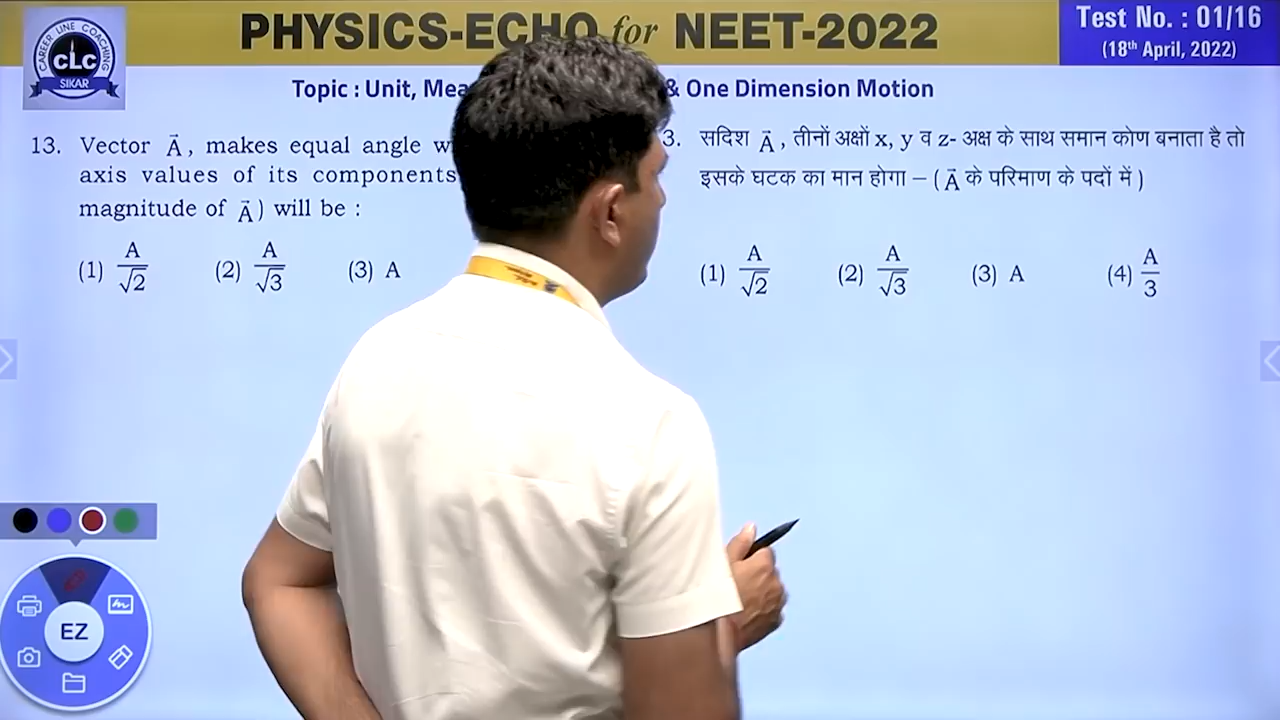 PHYSICS-ECHO for NEET-2022
Test No. : 01/16
(18th April, 2022)
CAREER LINE COACHING
CLC
SIKAR
Topic : Unit, & One Dimension Motion
13. Vector A⃗, makes equal angle
axis values of its components
magnitude of A⃗) will be :
(1) A/√2 (2) A/√3 (3) A
3. सदिश A⃗, तीनों अक्षों x, y व z- अक्ष के साथ समान कोण बनाता है तो
इसके घटक का मान होगा – (A⃗ के परिमाण के पदों में)
(1) A/√2 (2) A/√3 (3) A (4) A/3
EZ